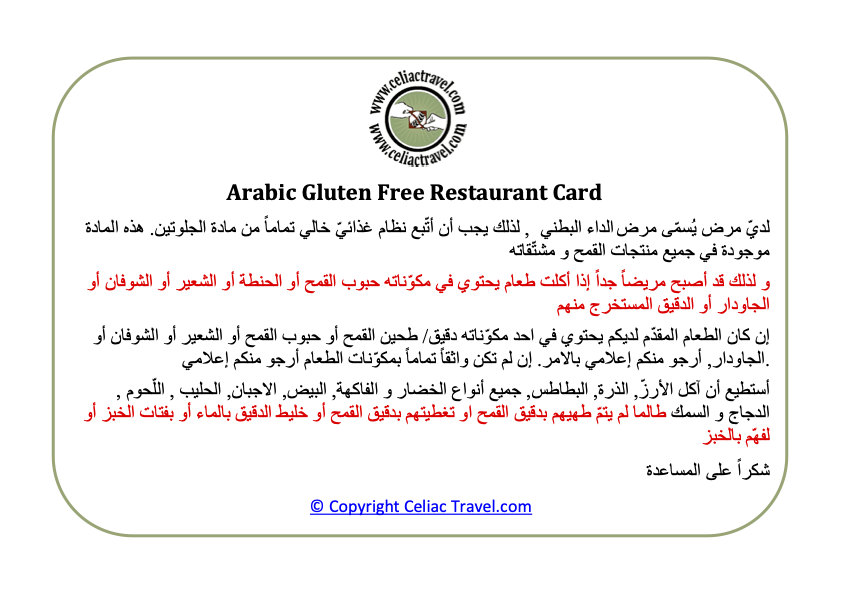 www.celiactravel.com
www.celiactravel.com
Arabic Gluten Free Restaurant Card
لديّ مرض يُسمّى مرض الداء البطني , لذلك يجب أن أتّبع نظام غذائيّ خالي تماماً من مادة الجلوتين. هذه المادة
موجودة في جميع منتجات القمح و مشتّقاته
و لذلك قد أصبح مريضاً جداً إذا أكلت طعام يحتوي في مكوّناته حبوب القمح أو الحنطة أو الشعير أو الشوفان أو
الجاودار أو الدقيق المستخرج منهم
إن كان الطعام المقدّم لديكم يحتوي في احد مكوّناته دقيق/ طحين القمح أو حبوب القمح أو الشعير أو الشوفان أو
.الجاودار, أرجو منكم إعلامي بالامر. إن لم تكن واثقاً تماماً بمكوّنات الطعام أرجو منكم إعلامي
أستطيع أن آكل الأرزّ, الذرة, البطاطس, جميع أنواع الخضار و الفاكهة, البيض, الاجبان, الحليب , اللّحوم ,
الدجاج و السمك طالما لم يتمّ طهيهم بدقيق القمح او تغطيتهم بدقيق القمح أو خليط الدقيق بالماء أو بفتات الخبز أو
لفهّم بالخبز
شكراً على المساعدة
© Copyright Celiac Travel.com